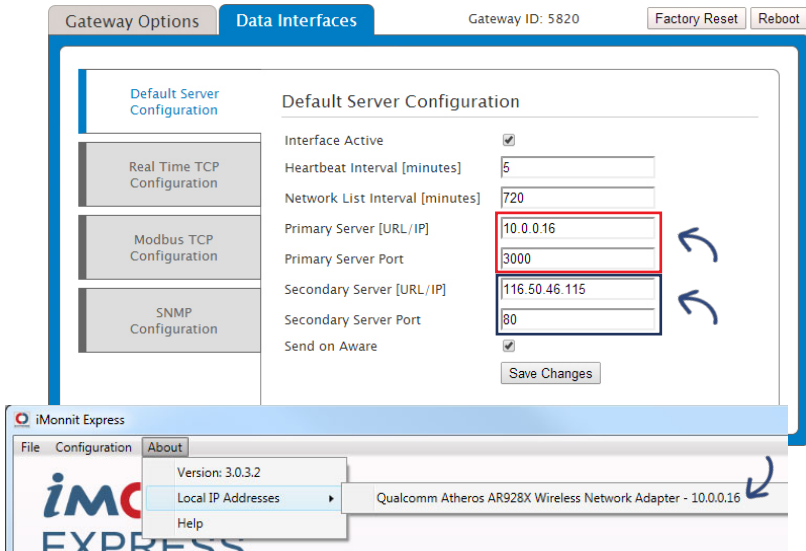 Gateway Options
Data Interfaces
Gateway ID: 5820
Factory Reset
Reboot
Default Server
Configuration
Real Time TCP
Configuration
Modbus TCP
Configuration
SNMP
Configuration
Default Server Configuration
Interface Active
Heartbeat Interval [minutes] 5
Network List Interval [minutes] 720
Primary Server [URL/IP] 10.0.0.16
Primary Server Port 3000
Secondary Server [URL/IP] 116.50.46.115
Secondary Server Port 80
Send on Aware
Save Changes
iMonnit Express
File Configuration About
Version: 3.0.3.2
Local IP Addresses
Qualcomm Atheros AR928X Wireless Network Adapter - 10.0.0.16
Help
EXPRESS